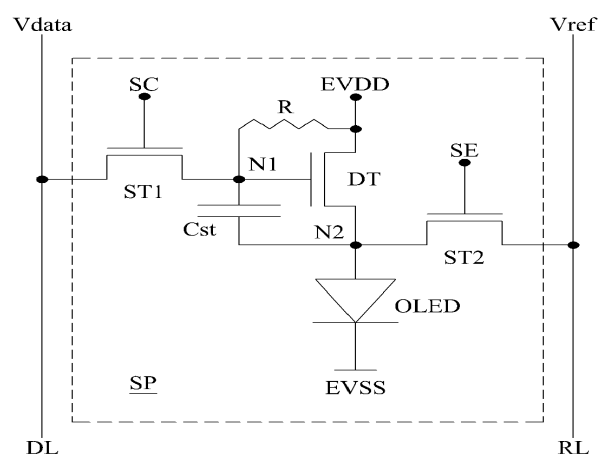 Vdata
Vref
SC
EVDD
R
SE
N1
DT
ST1
Cst
N2
ST2
OLED
SP
EVSS
DL
RL